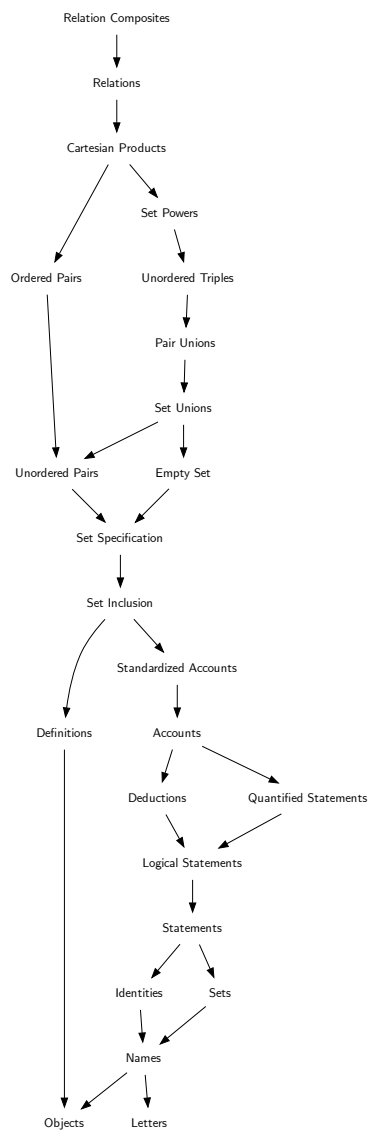 Relation Composites
Relations
Cartesian Products
Set Powers
Ordered Pairs
Unordered Triples
Pair Unions
Set Unions
Unordered Pairs
Empty Set
Set Specification
Set Inclusion
Standardized Accounts
Definitions
Accounts
Deductions
Quantified Statements
Logical Statements
Statements
Identities
Sets
Names
Objects
Letters